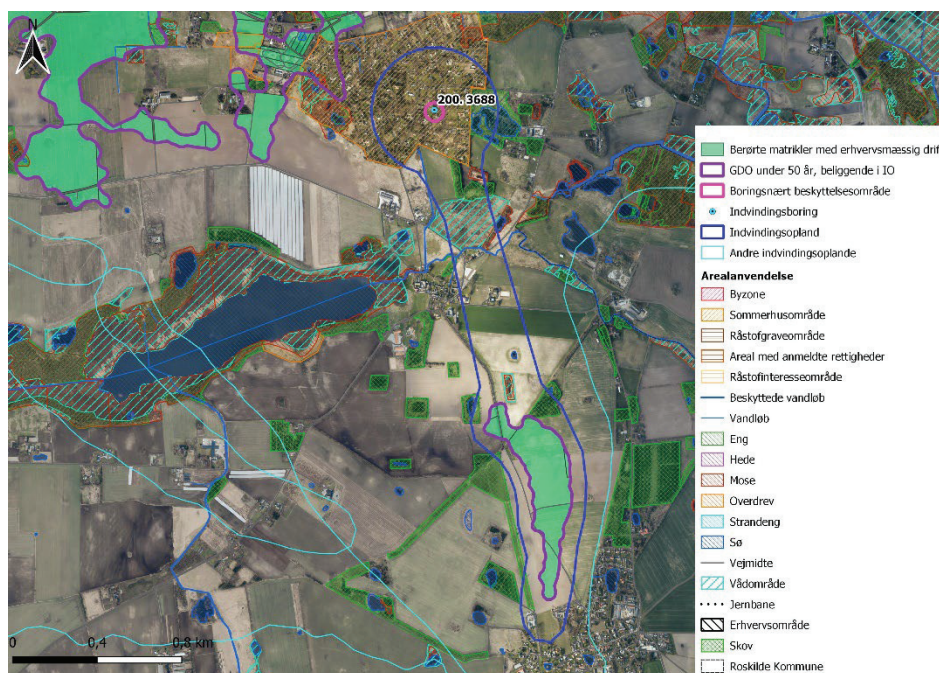 N
200. 3688
Berørte matrikler med erhvervsmæssig drif
GDO under 50 år, beliggende i IO
Boringsnært beskyttelsesområde
Indvindingsboring
Indvindingsopland
Andre indvindingsoplande
Arealanvendelse
Byzone
Sommerhusområde
Råstofgraveområde
Areal med anmeldte rettigheder
Råstofinteresseområde
Beskyttede vandløb
Vandløb
Eng
Hede
Mose
Overdrev
Strandeng
Sø
Vejmidte
Vådområde
Jernbane
Erhvervsområde
Skov
Roskilde Kommune
0 0,4 0,8 km